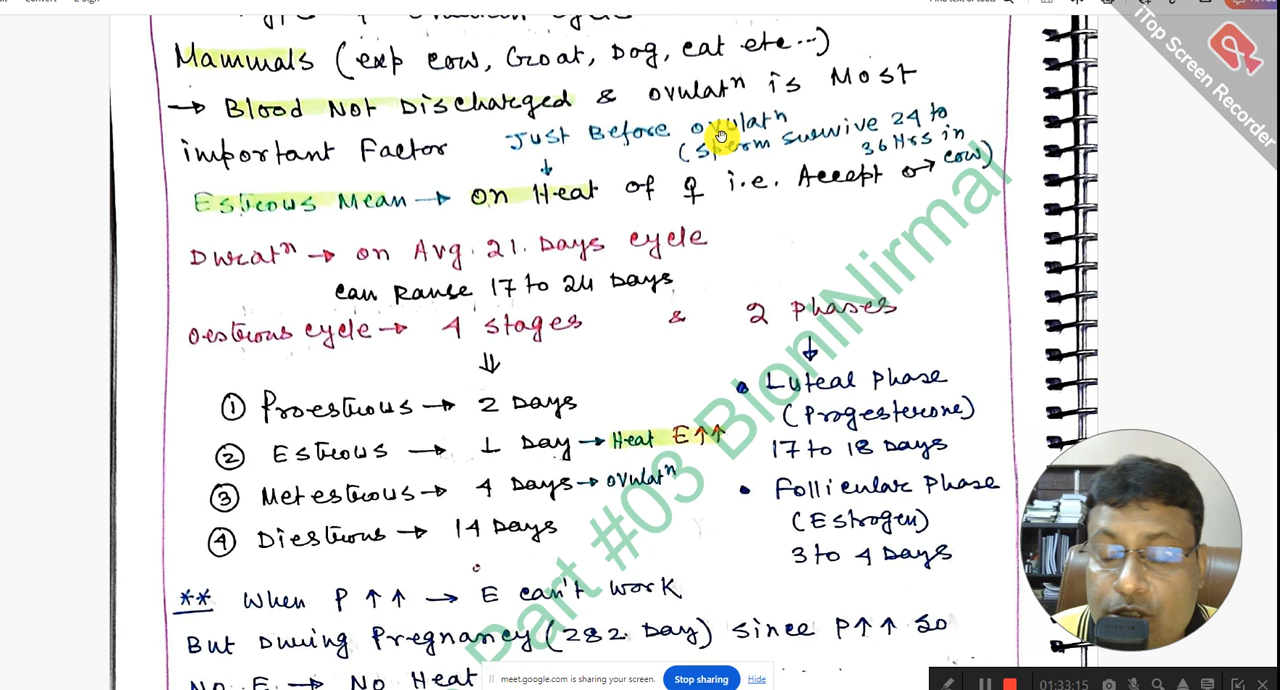 Mammals (exp cow, Goat, Dog, cat etc...)
→ Blood Not Discharged & ovulatⁿ is Most
important Factor
Just Before ovulatⁿ
(sperm survive 24 to
36 Hrs in
cow)
↓
Estrous Mean → on Heat of ♀ i.e. Accept ♂
Duratⁿ → on Avg. 21. Days cycle
can Range 17 to 24 Days
Oestrous cycle → 4 stages & 2 Phases
① Proestrous → 2 Days
② Estrous → 1 Day → Heat E↑↑
③ Metestrous → 4 Days → ovulatⁿ
④ Diestrous → 14 Days
• Luteal Phase
(Progesterone)
17 to 18 Days
• Follicular Phase
(Estrogen)
3 to 4 Days
** When P ↑↑ → E can't work
But During Pregnancy (282 Day) since P↑↑ so
No E → No Heat
Part #03 BioniNirmal
iTop Screen Recorder
meet.google.com is sharing your screen.
Stop sharing
Hide
01:33:15